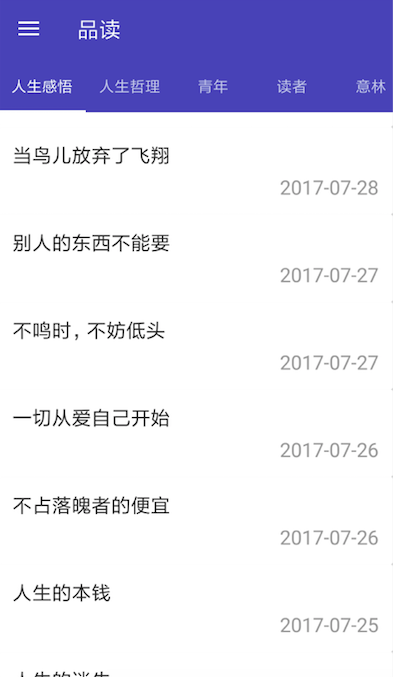 品读
人生感悟 人生哲理 青年 读者 意林
当鸟儿放弃了飞翔
2017-07-28
别人的东西不能要
2017-07-27
不鸣时，不妨低头
2017-07-27
一切从爱自己开始
2017-07-26
不占落魄者的便宜
2017-07-26
人生的本钱
2017-07-25
人生的